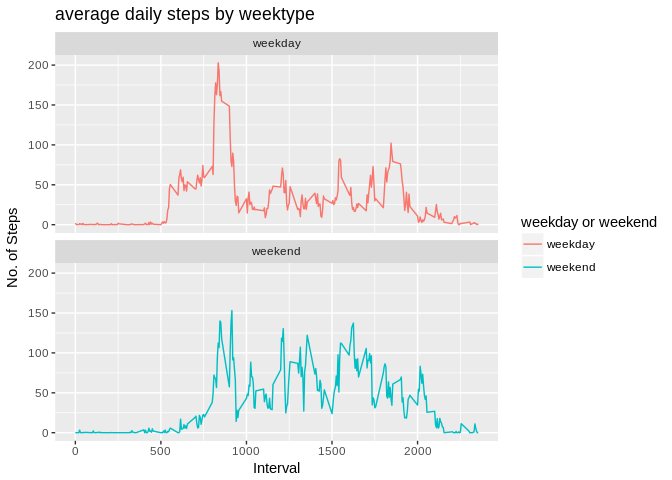 average daily steps by weektype
weekday
200
150
100
50
0
weekend
200
150
100
50
0
No. of Steps
0 500 1000 1500 2000
Interval
weekday or weekend
weekday
weekend